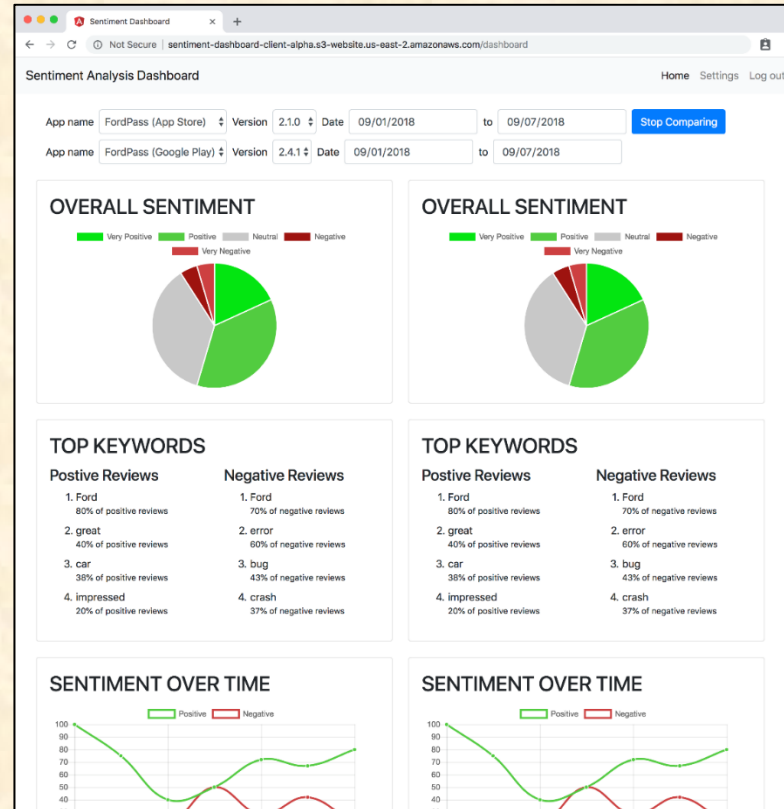 Sentiment Dashboard
Not Secure | sentiment-dashboard-client-alpha.s3-website.us-east-2.amazonaws.com/dashboard
Sentiment Analysis Dashboard Home Settings Log out
App name FordPass (App Store) Version 2.1.0 Date 09/01/2018 to 09/07/2018 Stop Comparing
App name FordPass (Google Play) Version 2.4.1 Date 09/01/2018 to 09/07/2018
OVERALL SENTIMENT
Very Positive Positive Neutral Negative
Very Negative
OVERALL SENTIMENT
Very Positive Positive Neutral Negative
Very Negative
TOP KEYWORDS
Postive Reviews
1. Ford
80% of positive reviews
2. great
40% of positive reviews
3. car
38% of positive reviews
4. impressed
20% of positive reviews
Negative Reviews
1. Ford
70% of negative reviews
2. error
60% of negative reviews
3. bug
43% of negative reviews
4. crash
37% of negative reviews
TOP KEYWORDS
Postive Reviews
1. Ford
80% of positive reviews
2. great
40% of positive reviews
3. car
38% of positive reviews
4. impressed
20% of positive reviews
Negative Reviews
1. Ford
70% of negative reviews
2. error
60% of negative reviews
3. bug
43% of negative reviews
4. crash
37% of negative reviews
SENTIMENT OVER TIME
Positive Negative
100
90
80
70
60
50
40
SENTIMENT OVER TIME
Positive Negative
100
90
80
70
60
50
40